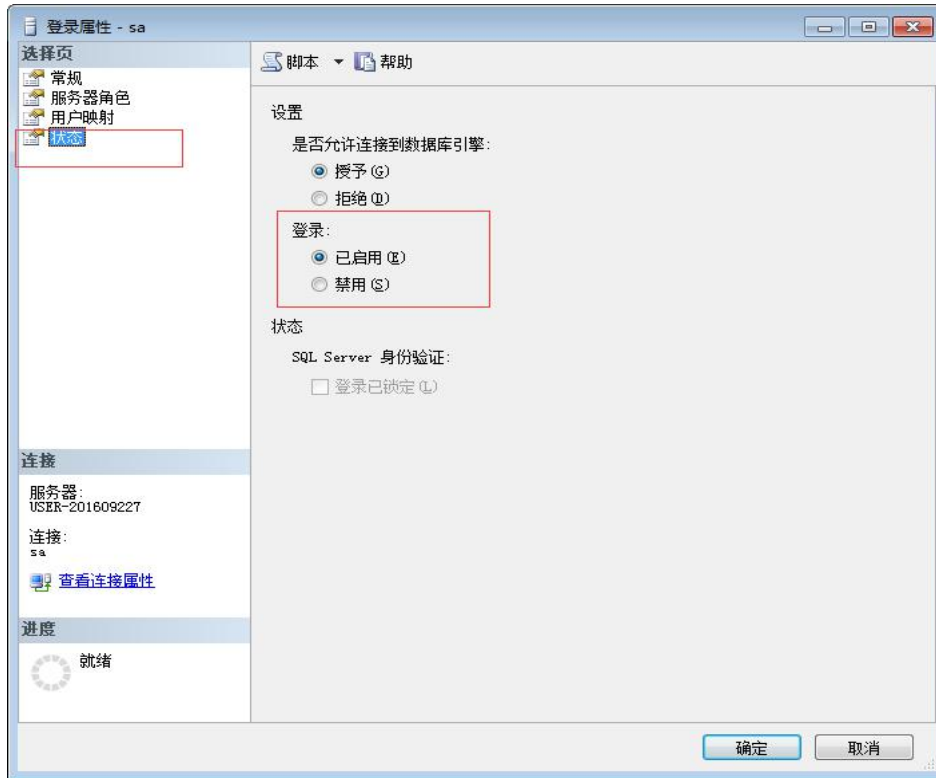 登录属性 - sa
选择页
常规
服务器角色
用户映射
状态
脚本 帮助
设置
是否允许连接到数据库引擎:
授予(G)
拒绝(D)
登录:
已启用(E)
禁用(S)
状态
SQL Server 身份验证:
登录已锁定(L)
连接
服务器:
USER-201609227
连接:
sa
查看连接属性
进度
就绪
确定 取消